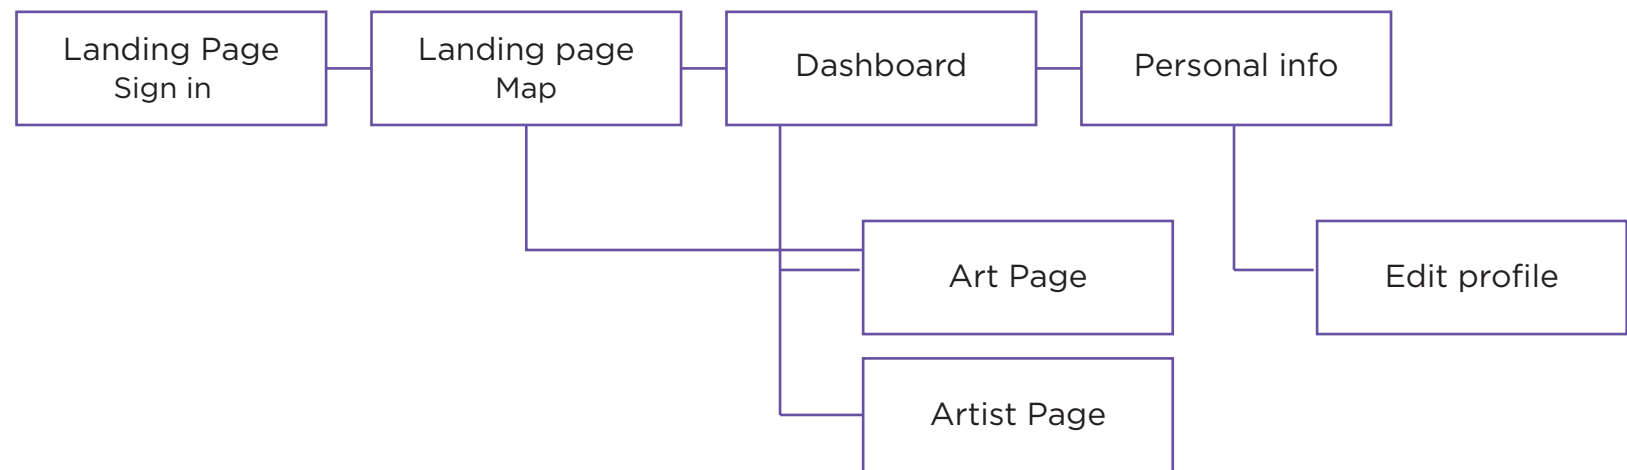 Landing Page
Sign in
Landing page
Map
Dashboard
Personal info
Art Page
Edit profile
Artist Page